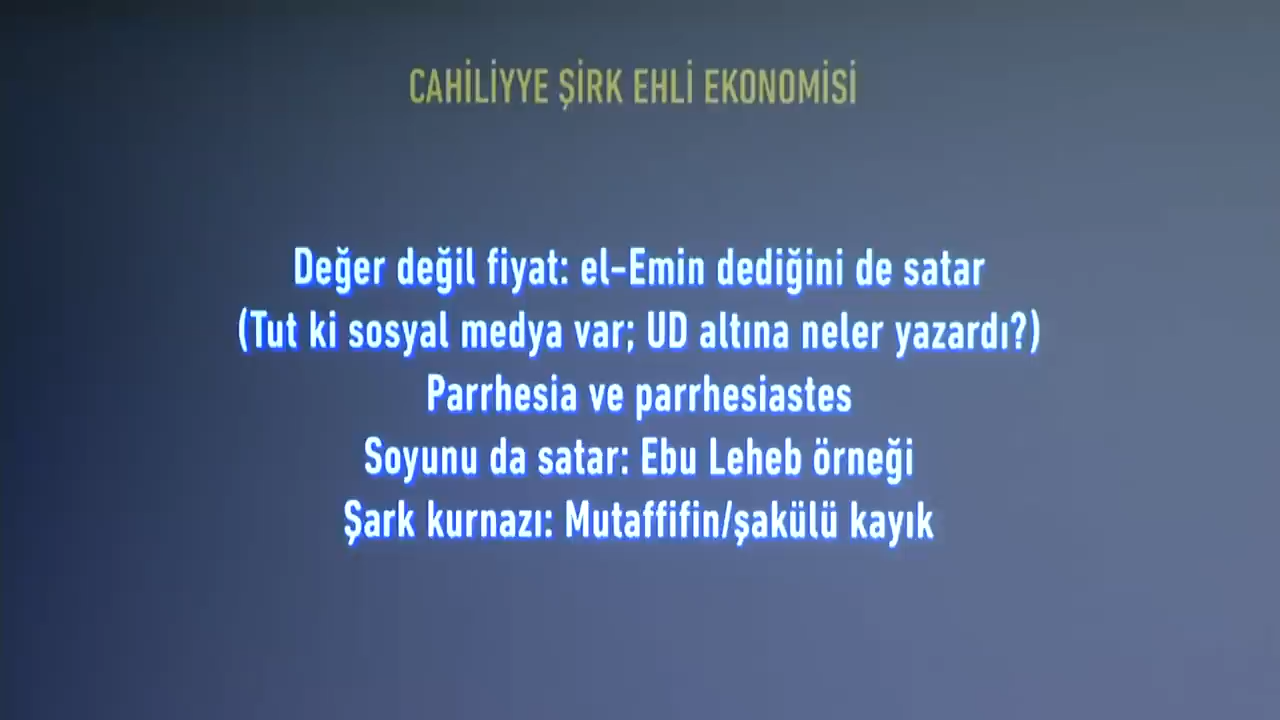 CAHİLİYYE ŞİRK EHLİ EKONOMİSİ
Değer değil fiyat: el-Emin dediğini de satar
(Tut ki sosyal medya var; UD altına neler yazardı?)
Parrhesia ve parrhesiastes
Soyunu da satar: Ebu Leheb örneği
Şark kurnazı: Mutaffifin/şakülü kayık